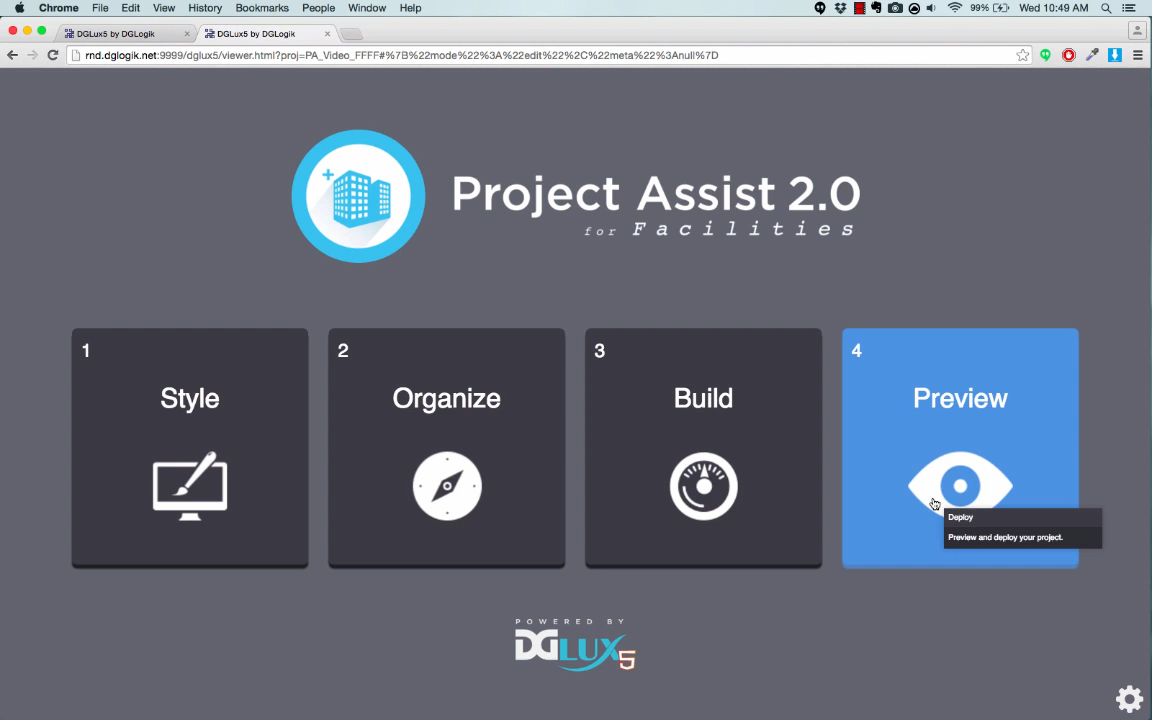 Chrome File Edit View History Bookmarks People Window Help 99% Wed 10:49 AM
DGLux5 by DGLogik DGLux5 by DGLogik
rnd.dglogik.net:9999/dglux5/viewer.html?proj=PA_Video_FFFF#%7B%22mode%22%3A%22edit%22%2C%22meta%22%3Anull%7D
Project Assist 2.0
for Facilities
1 2 3 4
Style Organize Build Preview
Deploy
Preview and deploy your project.
POWERED BY
DGLUX5